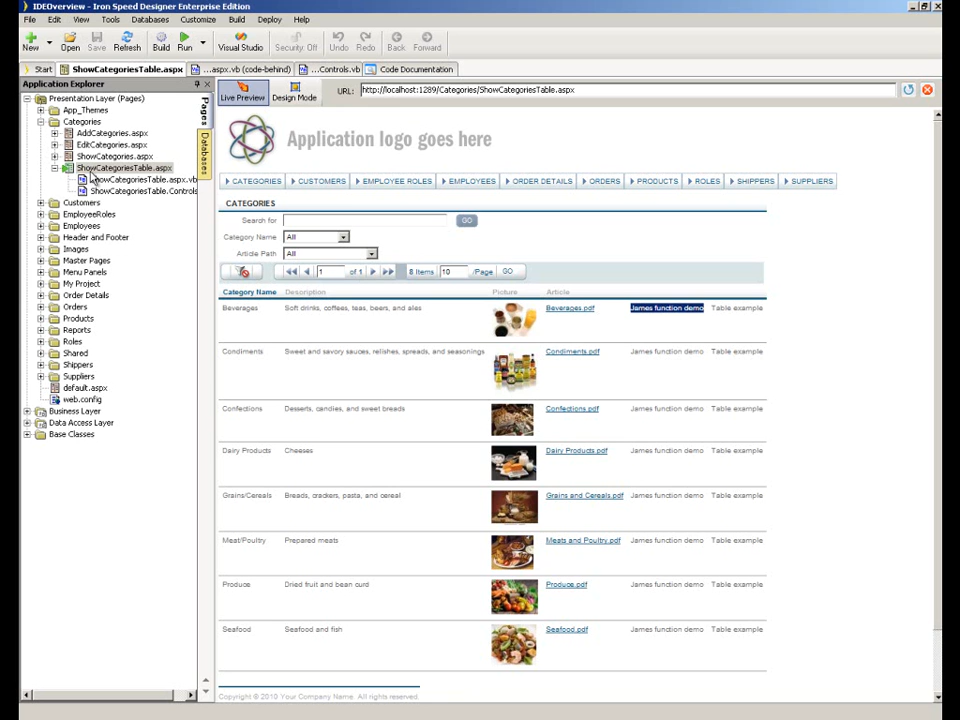 IDEOverview - Iron Speed Designer Enterprise Edition
File Edit View Tools Databases Customize Build Deploy Help
New Open Save Refresh Build Run Visual Studio Security: Off Undo Redo Back Forward
Start ShowCategoriesTable.aspx ...aspx.vb (code-behind) ...Controls.vb Code Documentation
Application Explorer
Pages
Databases
Presentation Layer (Pages)
App_Themes
Categories
AddCategories.aspx
EditCategories.aspx
ShowCategories.aspx
ShowCategoriesTable.aspx
ShowCategoriesTable.aspx.vb
ShowCategoriesTable.Controls
Customers
EmployeeRoles
Employees
Header and Footer
Images
Master Pages
Menu Panels
My Project
Order Details
Orders
Products
Reports
Roles
Shared
Shippers
Suppliers
default.aspx
web.config
Business Layer
Data Access Layer
Base Classes
Live Preview Design Mode URL: http://localhost:1289/Categories/ShowCategoriesTable.aspx
Application logo goes here
CATEGORIES CUSTOMERS EMPLOYEE ROLES EMPLOYEES ORDER DETAILS ORDERS PRODUCTS ROLES SHIPPERS SUPPLIERS
CATEGORIES
Search for GO
Category Name All
Article Path All
1 of 1 8 Items 10 /Page GO
Category Name Description Picture Article
Beverages Soft drinks, coffees, teas, beers, and ales Beverages.pdf James function demo Table example
Condiments Sweet and savory sauces, relishes, spreads, and seasonings Condiments.pdf James function demo Table example
Confections Desserts, candies, and sweet breads Confections.pdf James function demo Table example
Dairy Products Cheeses Dairy Products.pdf James function demo Table example
Grains/Cereals Breads, crackers, pasta, and cereal Grains and Cereals.pdf James function demo Table example
Meat/Poultry Prepared meats Meats and Poultry.pdf James function demo Table example
Produce Dried fruit and bean curd Produce.pdf James function demo Table example
Seafood Seaweed and fish Seafood.pdf James function demo Table example
Copyright © 2010 Your Company Name. All rights reserved.